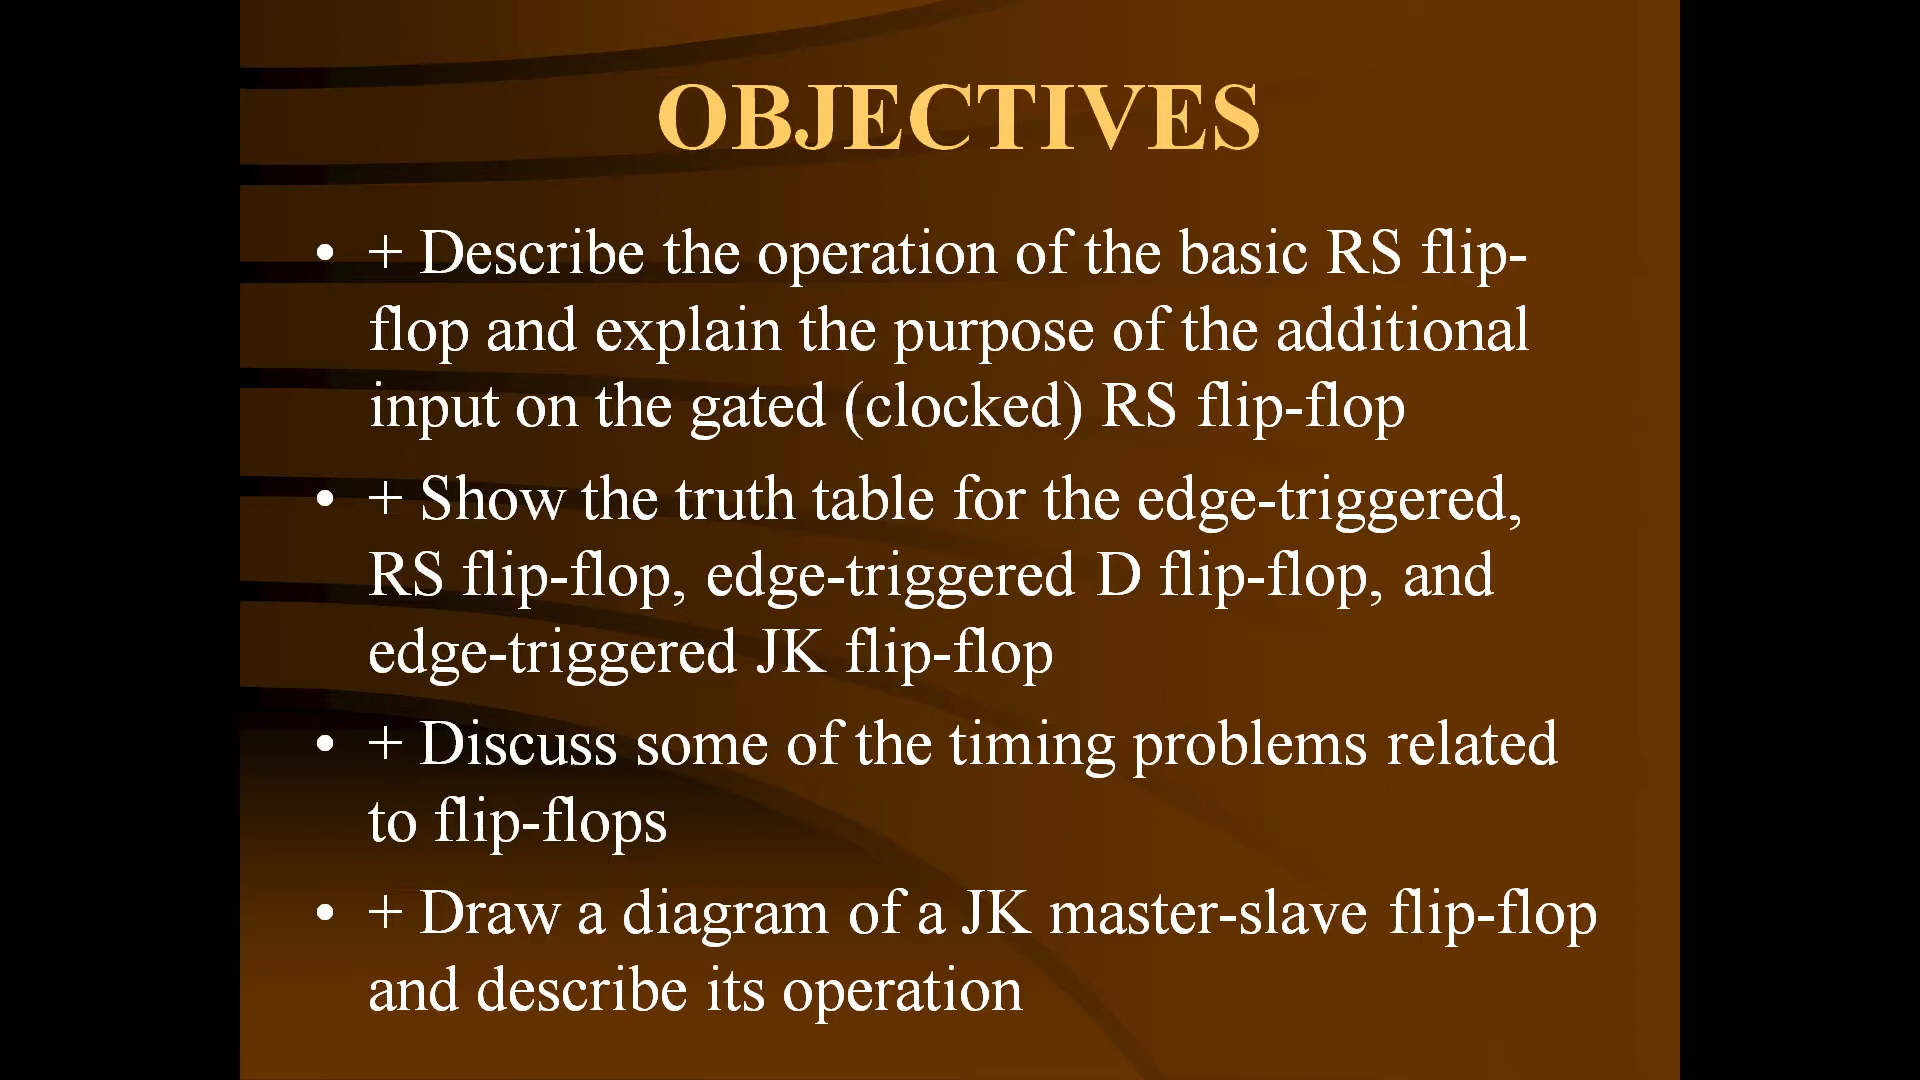 OBJECTIVES
• + Describe the operation of the basic RS flip-
flop and explain the purpose of the additional
input on the gated (clocked) RS flip-flop
• + Show the truth table for the edge-triggered,
RS flip-flop, edge-triggered D flip-flop, and
edge-triggered JK flip-flop
• + Discuss some of the timing problems related
to flip-flops
• + Draw a diagram of a JK master-slave flip-flop
and describe its operation